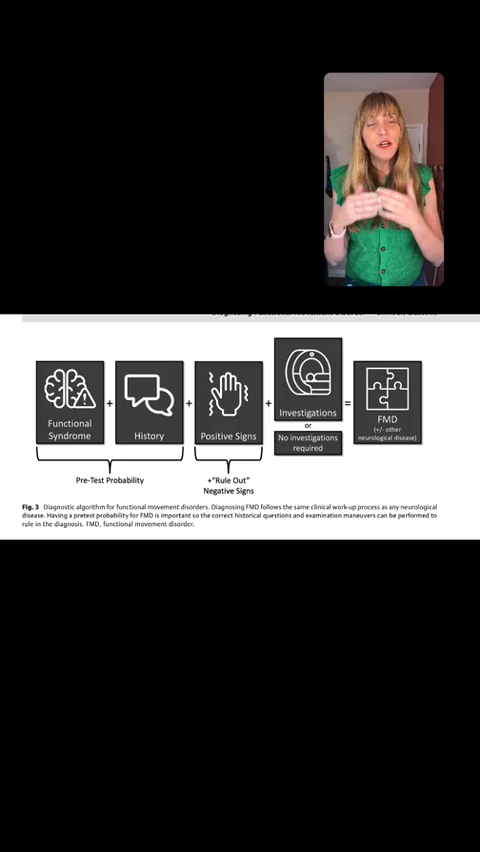 Functional
Syndrome
+
History
+
Positive Signs
+
Investigations
or
No investigations
required
=
FMD
(+/- other
neurological disease)
Pre-Test Probability
+"Rule Out"
Negative Signs
Fig. 3 Diagnostic algorithm for functional movement disorders. Diagnosing FMD follows the same clinical work-up process as any neurological
disease. Having a pretest probability for FMD is important so the correct historical questions and examination maneuvers can be performed to
rule in the diagnosis. FMD, functional movement disorder.